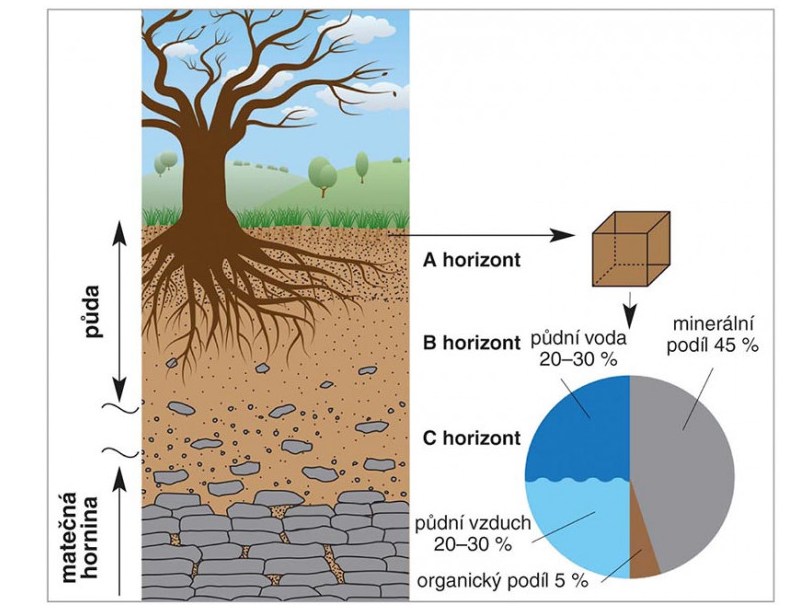 půda
matečná
hornina
A horizont
B horizont
C horizont
půdní voda
20–30 %
minerální
podíl 45 %
půdní vzduch
20–30 %
organický podíl 5 %